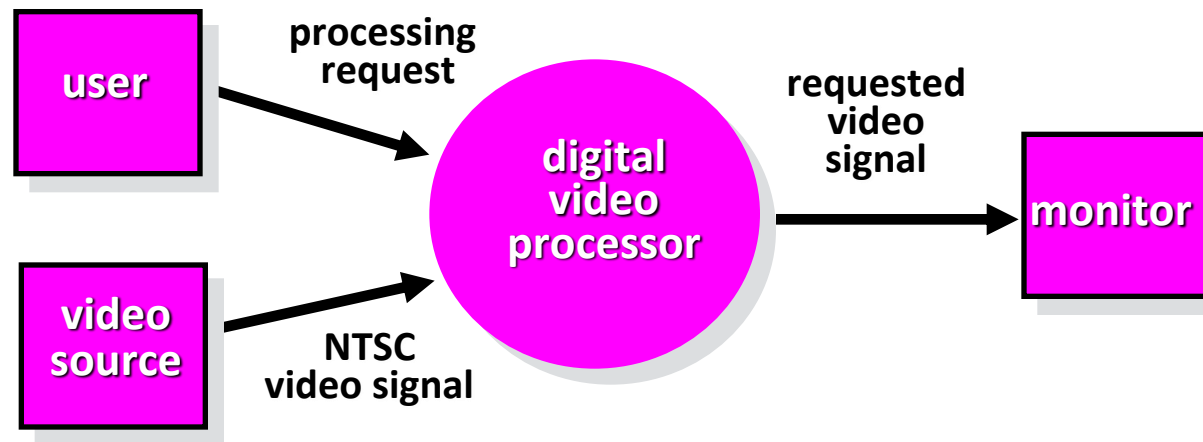 user
processing
request
video
source
NTSC
video signal
digital
video
processor
requested
video
signal
monitor